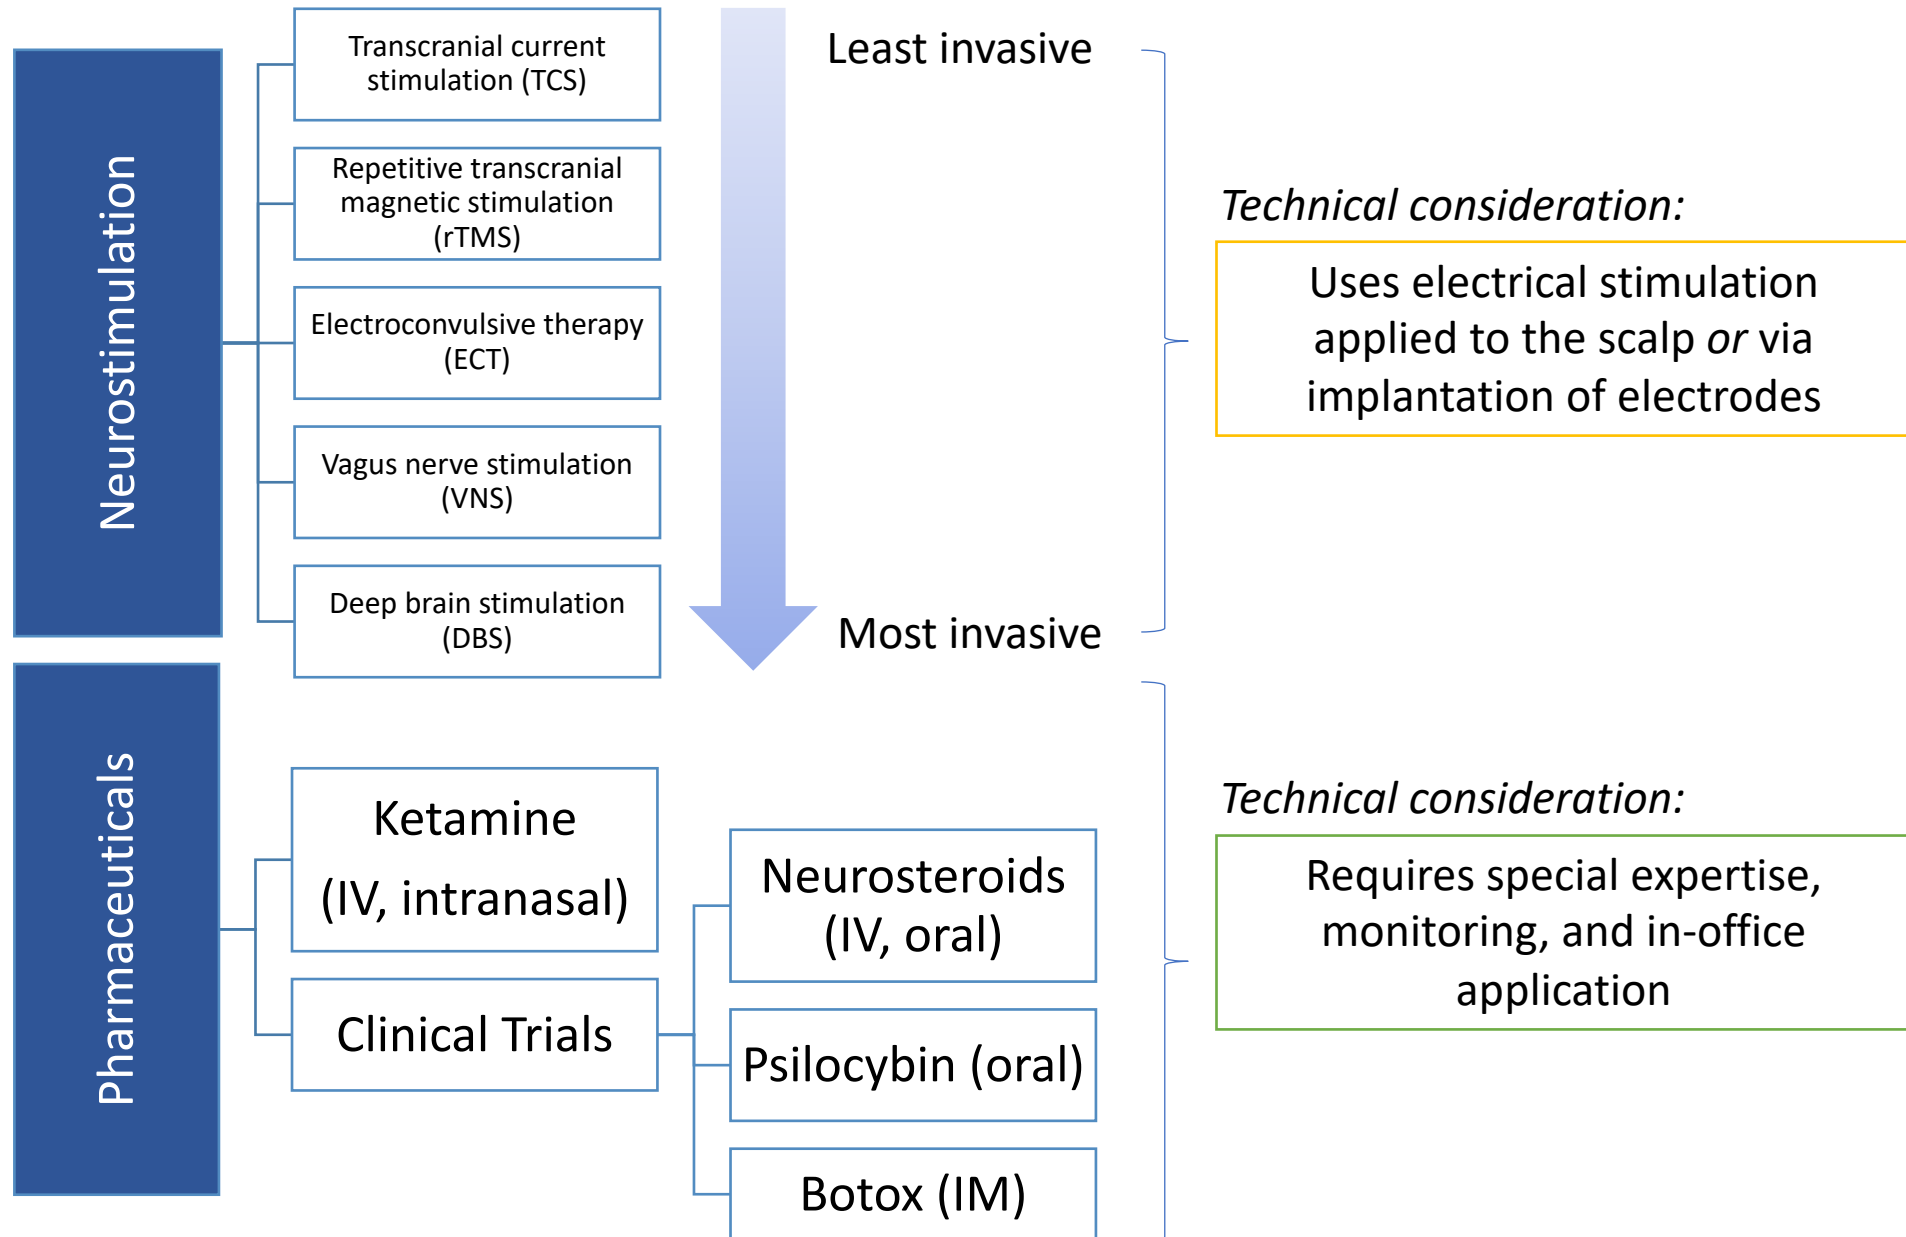 Neurostimulation
Transcranial current
stimulation (TCS)
Repetitive transcranial
magnetic stimulation
(rTMS)
Electroconvulsive therapy
(ECT)
Vagus nerve stimulation
(VNS)
Deep brain stimulation
(DBS)
Least invasive
Most invasive
Technical consideration:
Uses electrical stimulation
applied to the scalp or via
implantation of electrodes
Pharmaceuticals
Ketamine
(IV, intranasal)
Clinical Trials
Neurosteroids
(IV, oral)
Psilocybin (oral)
Botox (IM)
Technical consideration:
Requires special expertise,
monitoring, and in-office
application